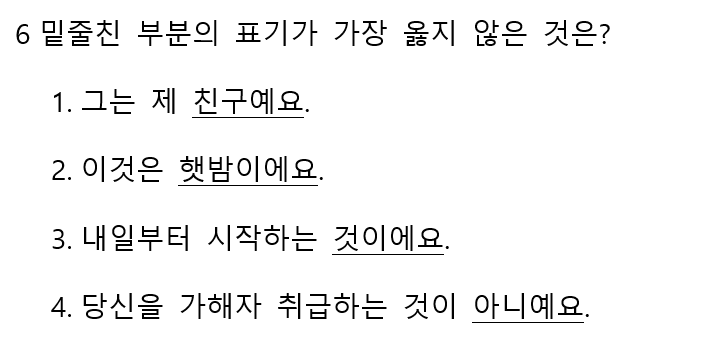 6 밑줄친 부분의 표기가 가장 옳지 않은 것은?
1. 그는 제 친구예요.
2. 이것은 햇밤이에요.
3. 내일부터 시작하는 것이에요.
4. 당신을 가해자 취급하는 것이 아니예요.